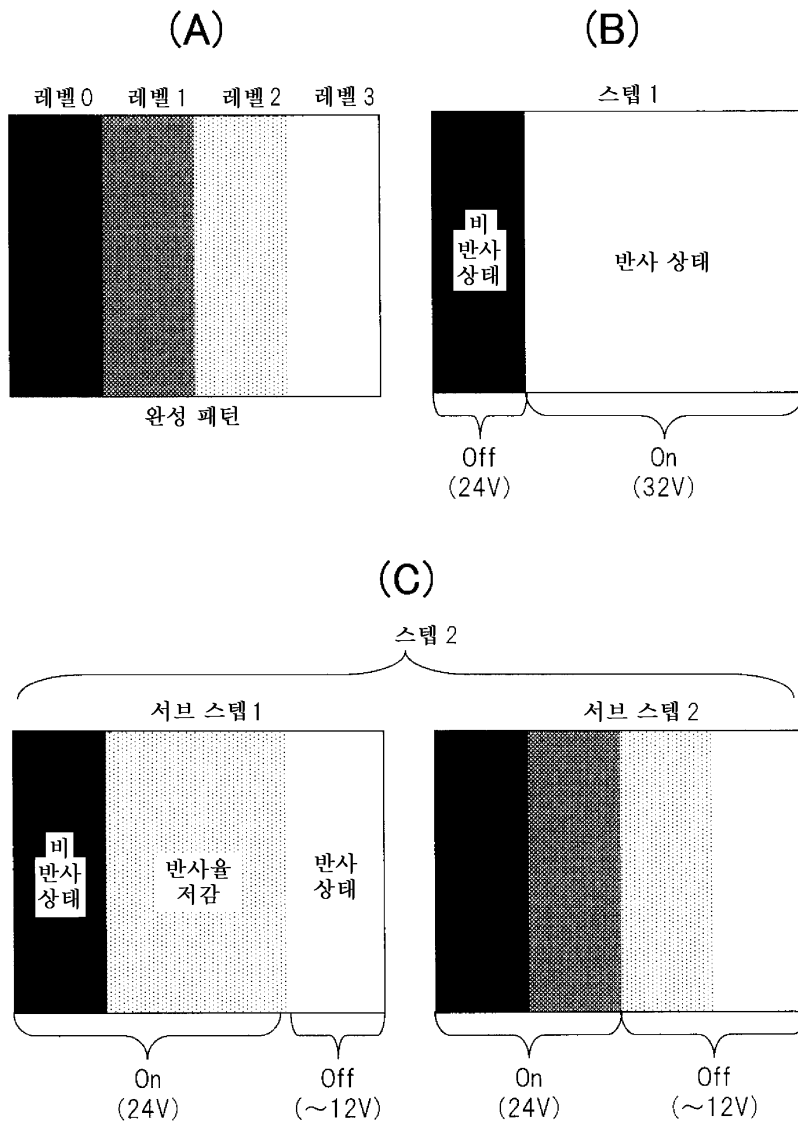 (A)
레벨0 레벨1 레벨2 레벨3
완성 패턴
(B)
스텝1
비
반사
상태
반사 상태
Off
(24V)
On
(32V)
(C)
스텝2
서브 스텝1
비
반사
상태
반사율
저감
반사
상태
On
(24V)
Off
(~12V)
서브 스텝2
On
(24V)
Off
(~12V)